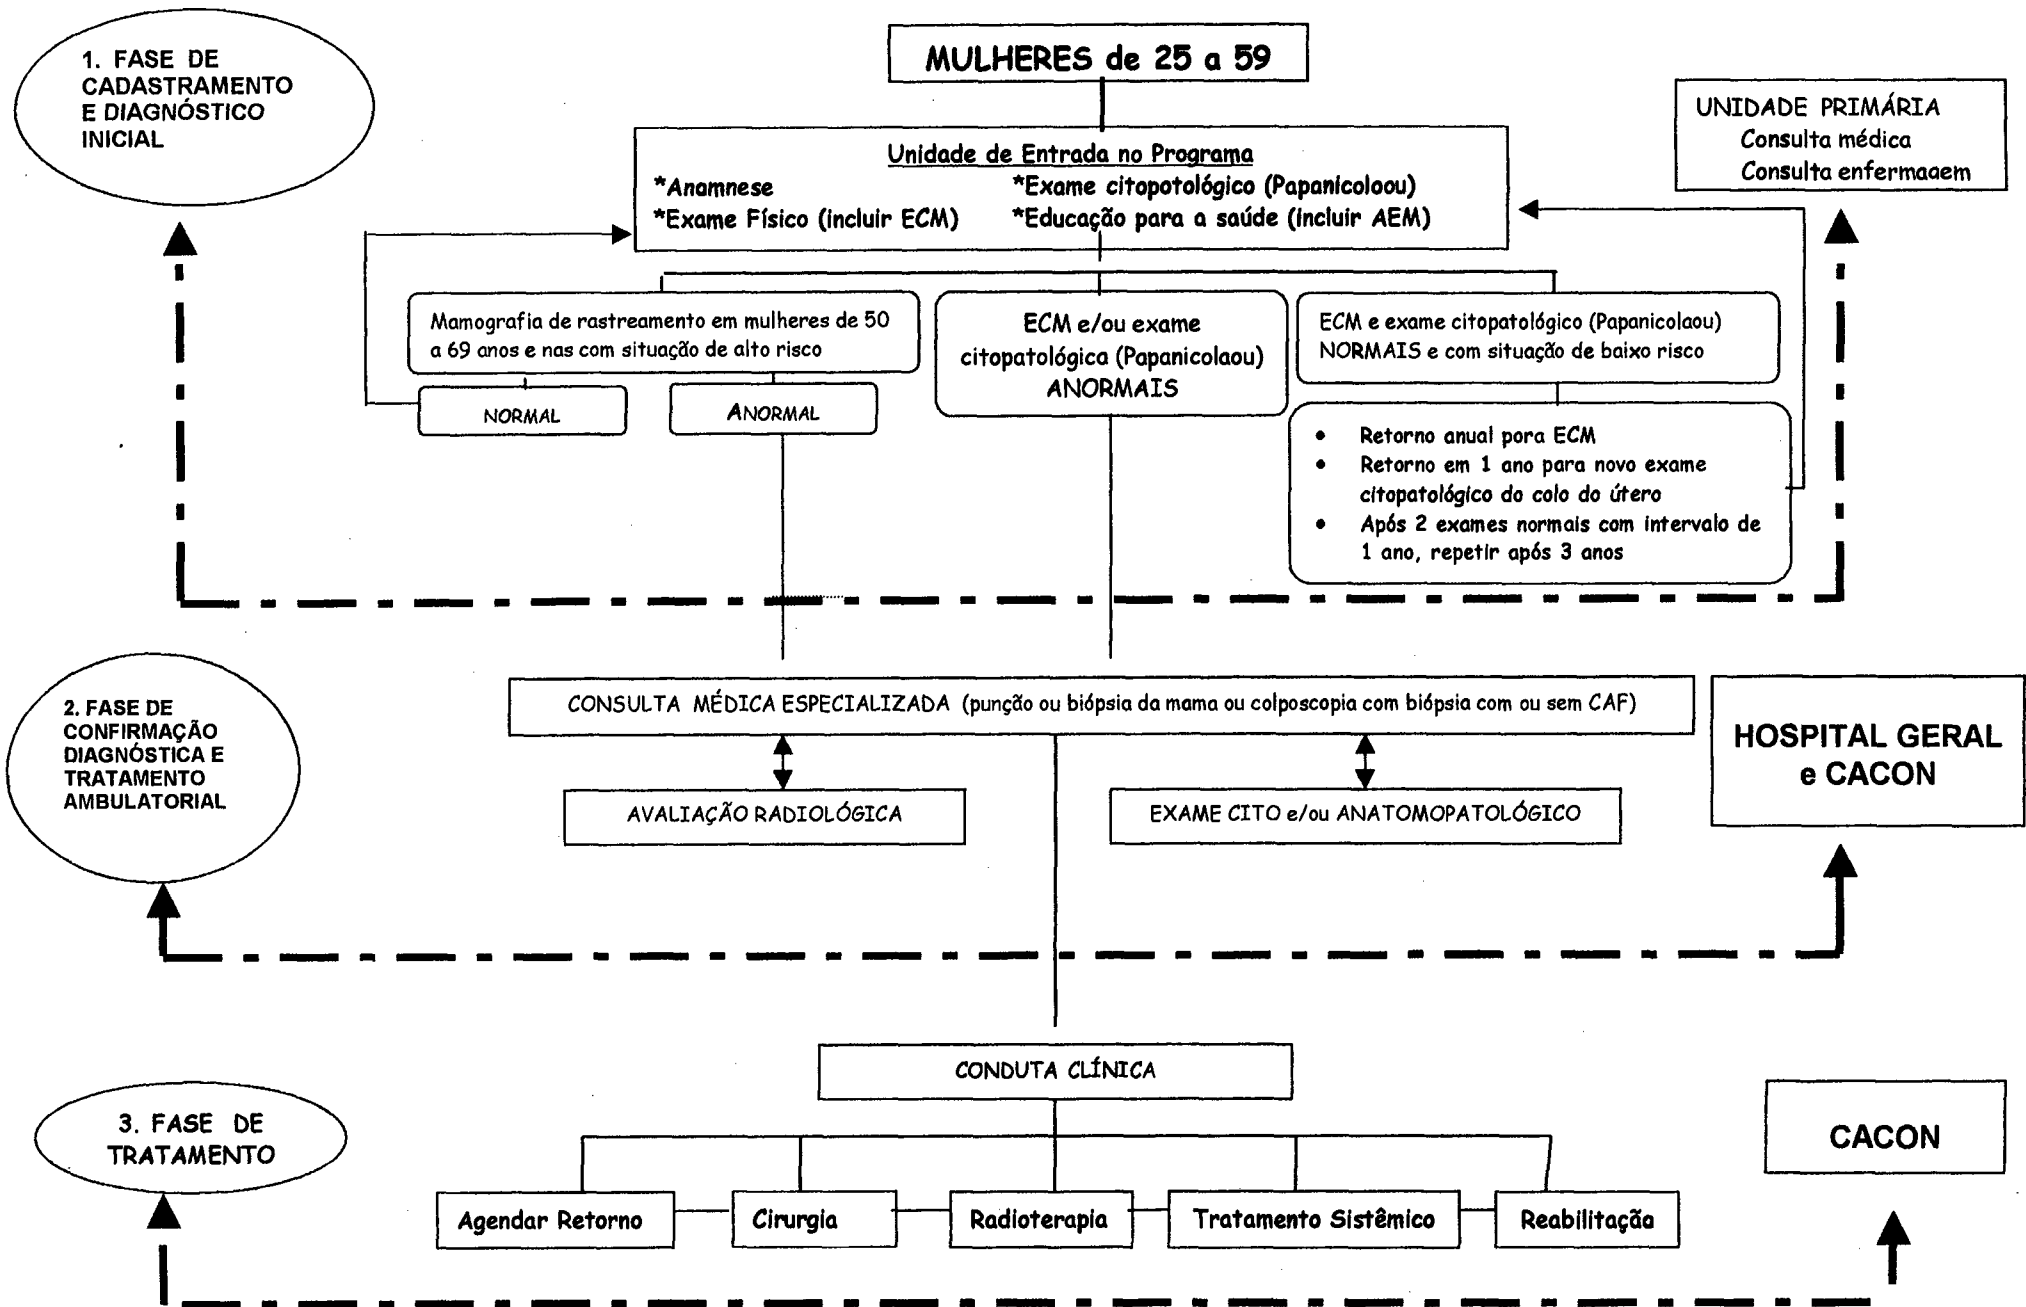 1. FASE DE
CADASTRAMENTO
E DIAGNÓSTICO
INICIAL
MULHERES de 25 a 59
UNIDADE PRIMÁRIA
Consulta médica
Consulta enfermaaem
Unidade de Entrada no Programa
*Anamnese *Exame citopotológico (Papanicoloou)
*Exame Físico (incluir ECM) *Educação para a saúde (incluir AEM)
Mamografia de rastreamento em mulheres de 50
a 69 anos e nas com situação de alto risco
NORMAL
ANORMAL
ECM e/ou exame
citopatológica (Papanicolaou)
ANORMAIS
ECM e exame citopatológico (Papanicolaou)
NORMAIS e com situação de baixo risco
• Retorno anual pora ECM
• Retorno em 1 ano para novo exame
citopatológico do colo do útero
• Após 2 exames normais com intervalo de
1 ano, repetir após 3 anos
2. FASE DE
CONFIRMAÇÃO
DIAGNÓSTICA E
TRATAMENTO
AMBULATORIAL
CONSULTA MÉDICA ESPECIALIZADA (punção ou biópsia da mama ou colposcopia com biópsia com ou sem CAF)
AVALIAÇÃO RADIOLÓGICA
EXAME CITO e/ou ANATOMOPATOLÓGICO
HOSPITAL GERAL
e CACON
3. FASE DE
TRATAMENTO
CONDUTA CLÍNICA
Agendar Retorno
Cirurgia
Radioterapia
Tratamento Sistêmico
Reabilitação
CACON